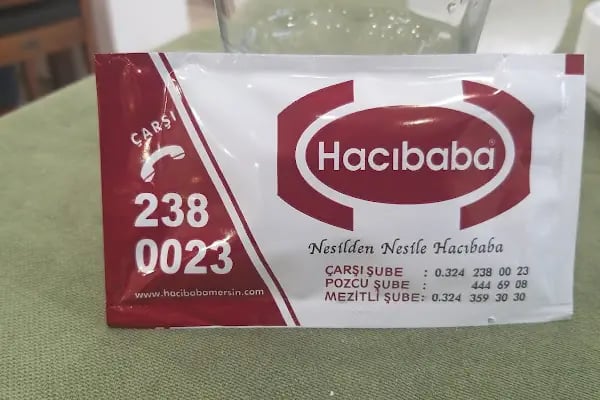 ÇARŞI
238
0023
www.hacibabamersin.com
Hacıbaba®
Nesilden Nesile Hacıbaba
ÇARŞI ŞUBE : 0.324 238 00 23
POZCU ŞUBE : 444 69 08
MEZİTLİ ŞUBE: 0.324 359 30 30